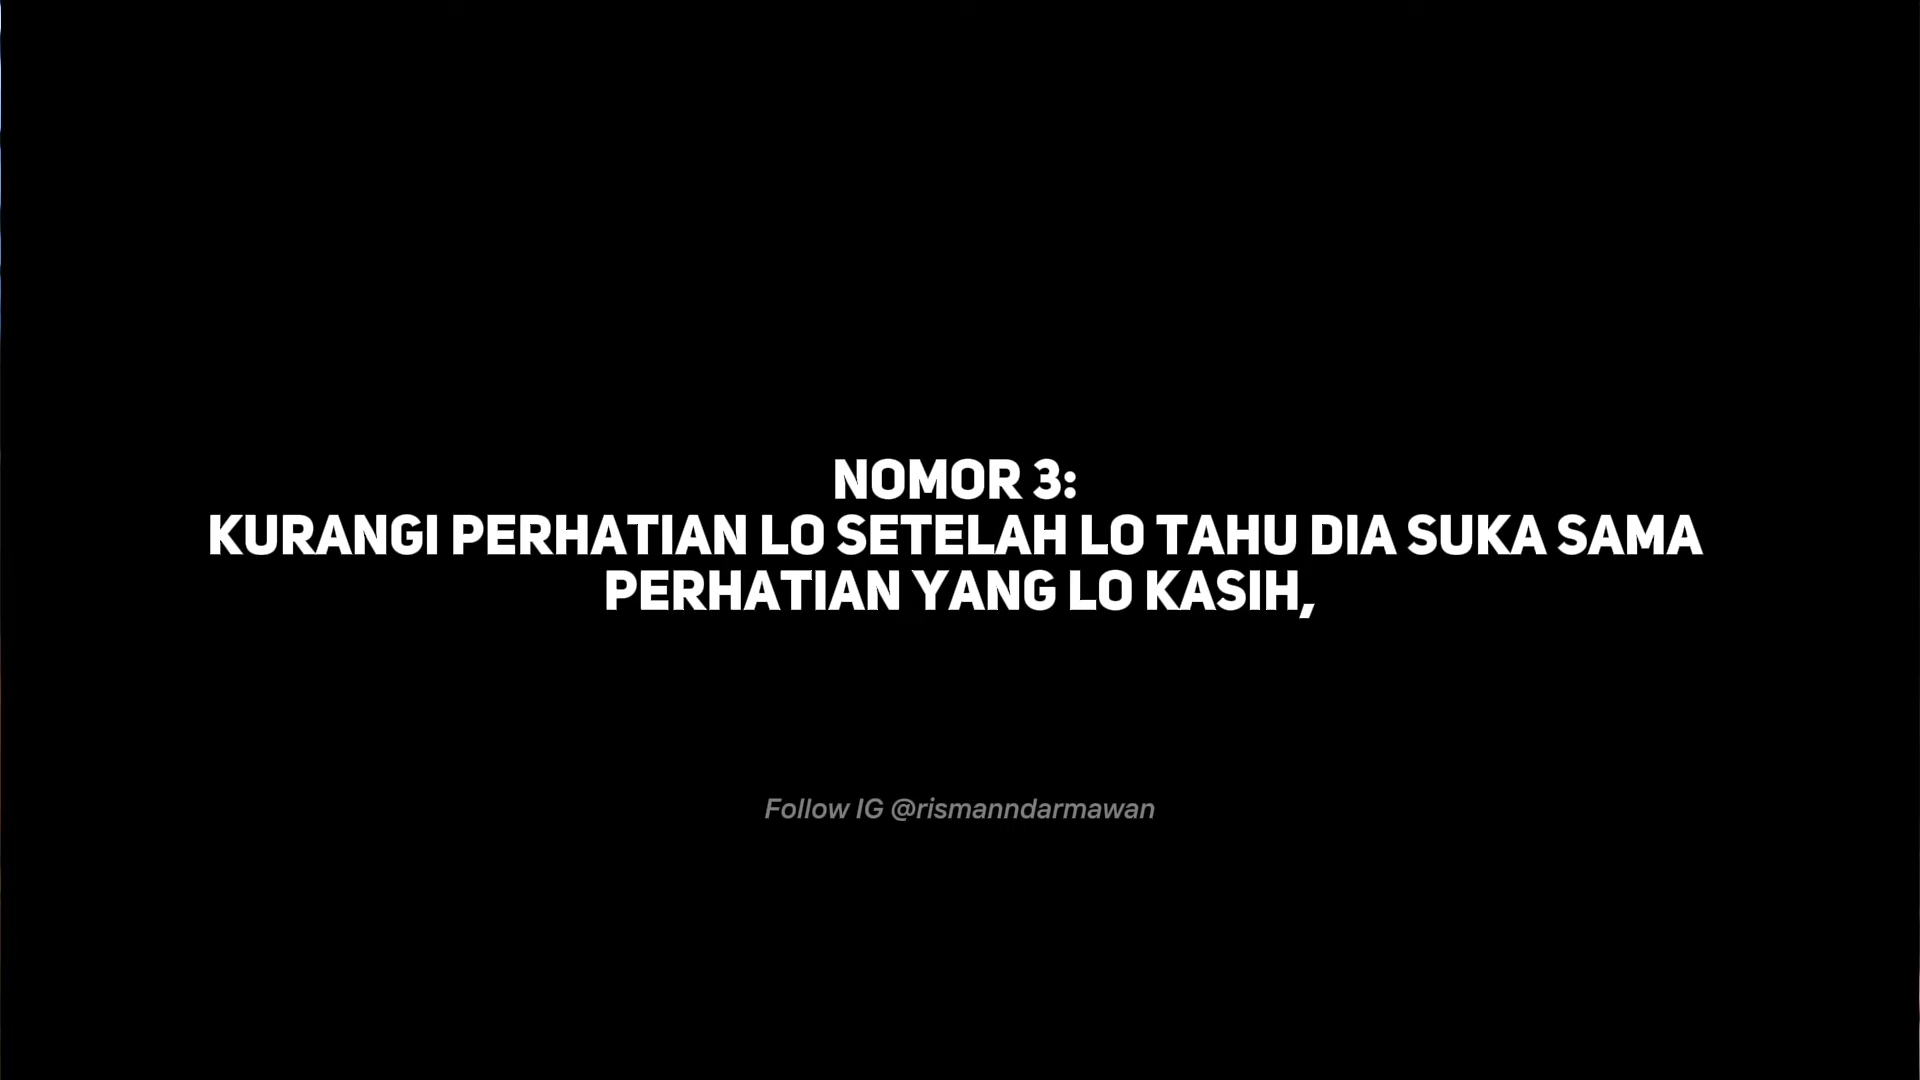 NOMOR 3:
KURANGI PERHATIAN LO SETELAH LO TAHU DIA SUKA SAMA
PERHATIAN YANG LO KASIH,
Follow IG @rismanndarmawan